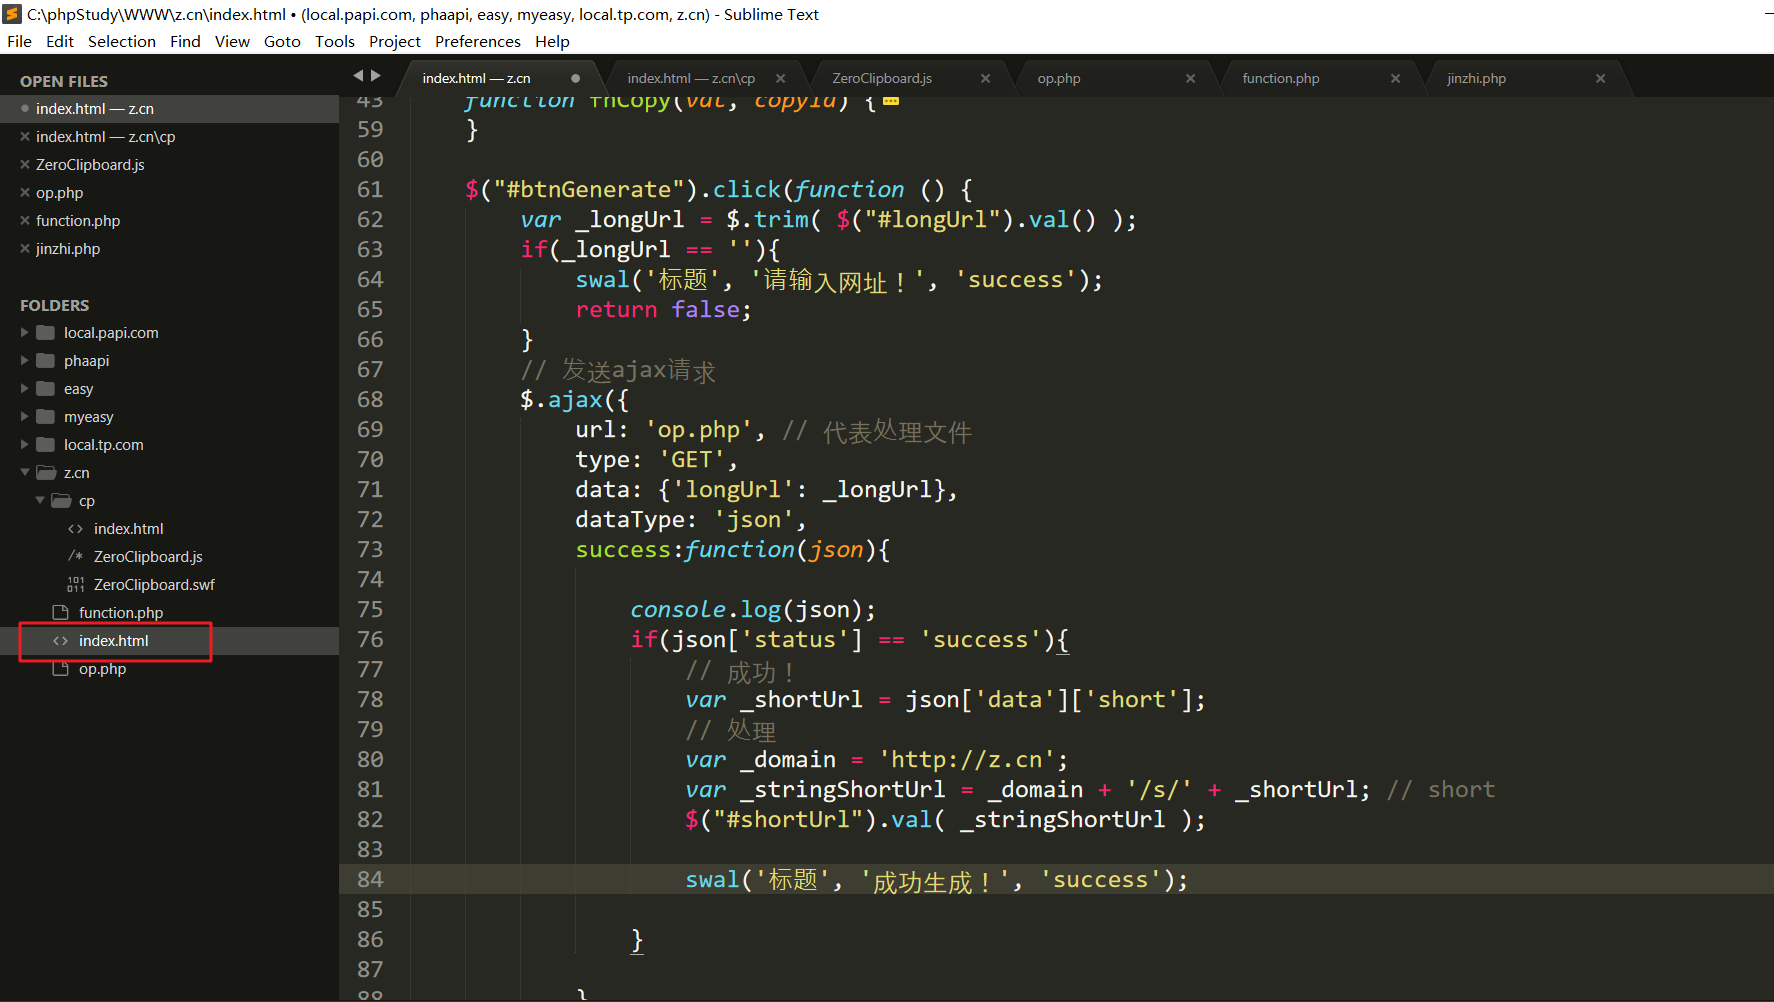 C:\phpStudy\WWW\z.cn\index.html • (local.papi.com, phaapi, easy, myeasy, local.tp.com, z.cn) - Sublime Text
File Edit Selection Find View Goto Tools Project Preferences Help
OPEN FILES
index.html — z.cn
index.html — z.cn\cp
ZeroClipboard.js
op.php
function.php
jinzhi.php
FOLDERS
local.papi.com
phaapi
easy
myeasy
local.tp.com
z.cn
cp
index.html
ZeroClipboard.js
ZeroClipboard.swf
function.php
index.html
op.php
index.html — z.cn index.html — z.cn\cp ZeroClipboard.js op.php function.php jinzhi.php
43 function fnCopy(val, copyId) {
59 }
60
61 $("#btnGenerate").click(function () {
62 var _longUrl = $.trim( $("#longUrl").val() );
63 if(_longUrl == ''){
64 swal('标题', '请输入网址！', 'success');
65 return false;
66 }
67 // 发送ajax请求
68 $.ajax({
69 url: 'op.php', // 代表处理文件
70 type: 'GET',
71 data: {'longUrl': _longUrl},
72 dataType: 'json',
73 success:function(json){
74
75 console.log(json);
76 if(json['status'] == 'success'){
77 // 成功！
78 var _shortUrl = json['data']['short'];
79 // 处理
80 var _domain = 'http://z.cn';
81 var _stringShortUrl = _domain + '/s/' + _shortUrl; // short
82 $("#shortUrl").val( _stringShortUrl );
83
84 swal('标题', '成功生成！', 'success');
85
86 }
87
88 }